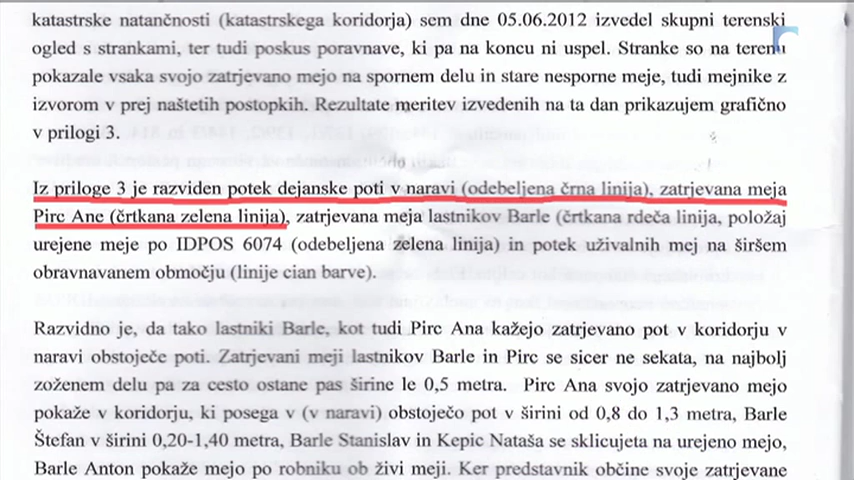 katastrske natančnosti (katastrskega koridorja) sem dne 05.06.2012 izvedel skupni terenski
ogled s strankami, ter tudi poskus poravnave, ki pa na koncu ni uspel. Stranke so na terenu
pokazale vsaka svojo zatrjevano mejo na spornem delu in stare nesporne meje, tudi mejnike z
izvorom v prej naštetih postopkih. Rezultate meritev izvedenih na ta dan prikazujem grafično
v prilogi 3.
Iz priloge 3 je razviden potek dejanske poti v naravi (odebeljena črna linija), zatrjevana meja
Pirc Ane (črtkana zelena linija), zatrjevana meja lastnikov Barle (črtkana rdeča linija, položaj
urejene meje po IDPOS 6074 (odebeljena zelena linija) in potek uživalnih mej na širšem
obravnavanem območju (linije cian barve).
Razvidno je, da tako lastniki Barle, kot tudi Pirc Ana kažejo zatrjevano pot v koridorju v
naravi obstoječe poti. Zatrjevani meji lastnikov Barle in Pirc se sicer ne sekata, na najbolj
zoženem delu pa za cesto ostane pas širine le 0,5 metra. Pirc Ana svojo zatrjevano mejo
pokaže v koridorju, ki posega v (v naravi) obstoječo pot v širini od 0,8 do 1,3 metra, Barle
Štefan v širini 0,20-1,40 metra, Barle Stanislav in Kepic Nataša se sklicujeta na urejeno mejo,
Barle Anton pokaže mejo po robniku ob živi meji. Ker predstavnik občine svoje zatrjevane